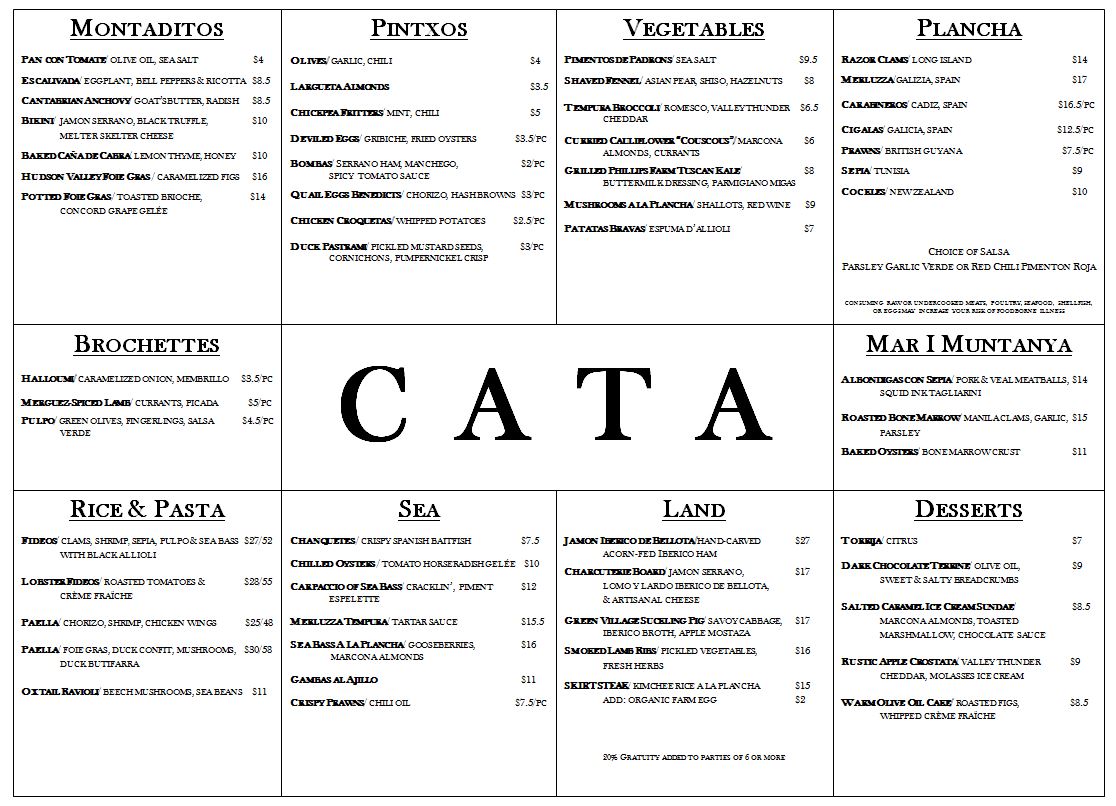 MONTADITOS
PAN CON TOMATE/ OLIVE OIL, SEA SALT $4
ESCALIVADA/ EGGPLANT, BELL PEPPERS & RICOTTA $8.5
CANTABRIAN ANCHOVY/ GOAT'S BUTTER, RADISH $8.5
BIKINI/ JAMON SERRANO, BLACK TRUFFLE, $10
MELTER SKELTER CHEESE
BAKED CAÑA DE CABRA/ LEMON THYME, HONEY $10
HUDSON VALLEY FOIE GRAS/ CARAMELIZED FIGS $16
POTTED FOIE GRAS/ TOASTED BRIOCHE, $14
CONCORD GRAPE GELÉE
PINTXOS
OLIVES/ GARLIC, CHILI $4
LARGUETA ALMONDS $3.5
CHICKPEA FRITTERS/ MINT, CHILI $5
DEVILED EGGS/ GRIBICHE, FRIED OYSTERS $3.5/PC
BOMBAS/ SERRANO HAM, MANCHEGO, $2/PC
SPICY TOMATO SAUCE
QUAIL EGGS BENEDICTS/ CHORIZO, HASH BROWNS $3/PC
CHICKEN CROQUETAS/ WHIPPED POTATOES $2.5/PC
DUCK PASTRAMI/ PICKLED MUSTARD SEEDS, $3/PC
CORNICHONS, PUMPERNICKEL CRISP
VEGETABLES
PIMENTOS DE PADRONS/ SEA SALT $9.5
SHAVED FENNEL/ ASIAN PEAR, SHISO, HAZELNUTS $8
TEMPURA BROCCOLI/ ROMESCO, VALLEY THUNDER $6.5
CHEDDAR
CURRIED CAULIFLOWER "COUSCOUS"/ MARCONA $6
ALMONDS, CURRANTS
GRILLED PHILLIPS FARM TUSCAN KALE/ $8
BUTTERMILK DRESSING, PARMIGIANO MIGAS
MUSHROOMS A LA PLANCHA/ SHALLOTS, RED WINE $9
PATATAS BRAVAS/ ESPUMA D'ALLIOLI $7
PLANCHA
RAZOR CLAMS/ LONG ISLAND $14
MERLUZZA/GALIZIA, SPAIN $17
CARABINEROS/ CADIZ, SPAIN $16.5/PC
CIGALAS/ GALICIA, SPAIN $12.5/PC
PRAWNS/ BRITISH GUYANA $7.5/PC
SEPIA/ TUNISIA $9
COCKLES/ NEW ZEALAND $10
CHOICE OF SALSA
PARSLEY GARLIC VERDE OR RED CHILI PIMENTON ROJA
CONSUMING RAW OR UNDERCOOKED MEATS, POULTRY, SEAFOOD, SHELLFISH,
OR EGGS MAY INCREASE YOUR RISK OF FOODBORNE ILLNESS
BROCHETTES
HALLOUMI/ CARAMELIZED ONION, MEMBRILLO $3.5/PC
MERGUEZ-SPICED LAMB/ CURRANTS, PICADA $5/PC
PULPO/ GREEN OLIVES, FINGERLINGS, SALSA $4.5/PC
VERDE
CATA
MAR I MUNTANYA
ALBONDIGAS CON SEPIA/ PORK & VEAL MEATBALLS, $14
SQUID INK TAGLIARINI
ROASTED BONE MARROW/ MANILA CLAMS, GARLIC, $15
PARSLEY
BAKED OYSTERS/ BONE MARROW CRUST $11
RICE & PASTA
FIDEOS/ CLAMS, SHRIMP, SEPIA, PULPO & SEA BASS $27/52
WITH BLACK ALLIOLI
LOBSTER FIDEOS/ ROASTED TOMATOES & $28/55
CRÈME FRAÎCHE
PAELLA/ CHORIZO, SHRIMP, CHICKEN WINGS $25/48
PAELLA/ FOIE GRAS, DUCK CONFIT, MUSHROOMS, $30/58
DUCK BUTIFARRA
OXTAIL RAVIOLI/ BEECH MUSHROOMS, SEA BEANS $11
SEA
CHANQUETES/ CRISPY SPANISH BAITFISH $7.5
CHILLED OYSTERS/ TOMATO HORSERADISH GELÉE $10
CARPACCIO OF SEA BASS/ CRACKLIN', PIMENT $12
ESPELETTE
MERLUZZA TEMPURA/ TARTAR SAUCE $15.5
SEA BASS A LA PLANCHA/ GOOSEBERRIES, $16
MARCONA ALMONDS
GAMBAS AL AJILLO $11
CRISPY PRAWNS/ CHILI OIL $7.5/PC
LAND
JAMON IBERICO DE BELLOTA/HAND-CARVED $27
ACORN-FED IBERICO HAM
CHARCUTERIE BOARD/ JAMON SERRANO, $17
LOMO Y LARDO IBERICO DE BELLOTA,
& ARTISANAL CHEESE
GREEN VILLAGE SUCKLING PIG/ SAVOY CABBAGE, $17
IBERICO BROTH, APPLE MOSTAZA
SMOKED LAMB RIBS/ PICKLED VEGETABLES, $16
FRESH HERBS
SKIRT STEAK/ KIMCHEE RICE A LA PLANCHA $15
ADD: ORGANIC FARM EGG $2
20% GRATUITY ADDED TO PARTIES OF 6 OR MORE
DESSERTS
TORRIJA/ CITRUS $7
DARK CHOCOLATE TERRINE/ OLIVE OIL, $9
SWEET & SALTY BREADCRUMBS
SALTED CARAMEL ICE CREAM SUNDAE/ $8.5
MARCONA ALMONDS, TOASTED
MARSHMALLOW, CHOCOLATE SAUCE
RUSTIC APPLE CROSTATA/ VALLEY THUNDER $9
CHEDDAR, MOLASSES ICE CREAM
WARM OLIVE OIL CAKE/ ROASTED FIGS, $8.5
WHIPPED CRÈME FRAÎCHE